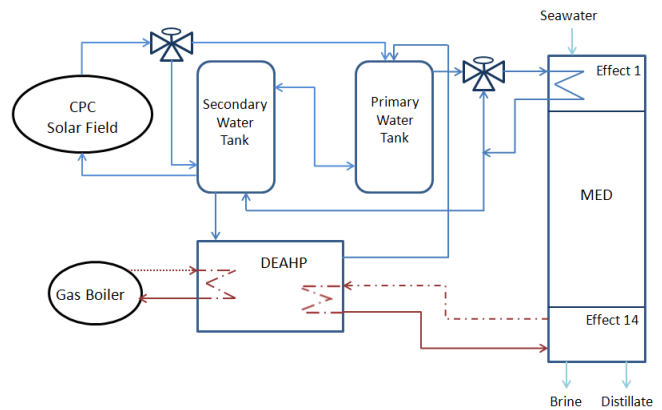 Seawater
Effect 1
CPC
Solar Field
Secondary
Water
Tank
Primary
Water
Tank
MED
DEAHP
Gas Boiler
Effect 14
Brine
Distillate